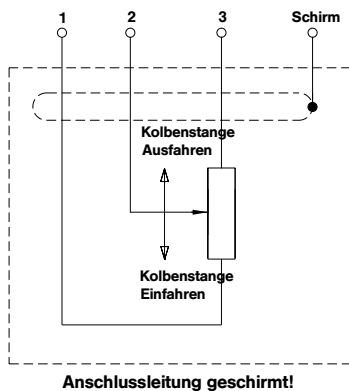 1 2 3 Schirm
Kolbenstange
Ausfahren
Kolbenstange
Einfahren
Anschlussleitung geschirmt!